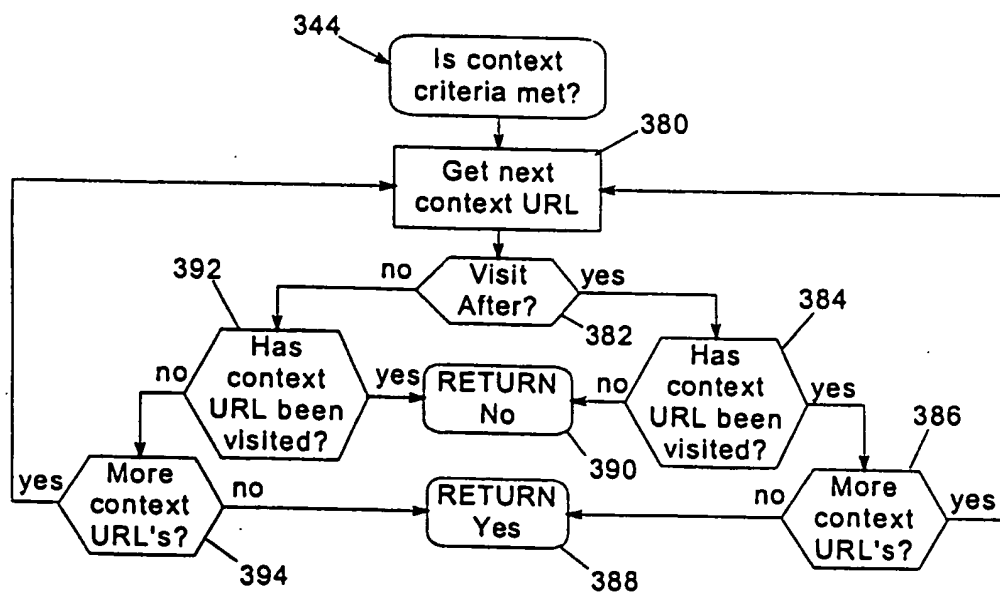 344
Is context
criteria met?
380
Get next
context URL
no
Visit
After?
yes
382
392
Has
context
URL been
visited?
no
yes
RETURN
No
390
384
Has
context
URL been
visited?
no
yes
386
yes
More
context
URL's?
no
394
RETURN
Yes
388
no
More
context
URL's?
yes